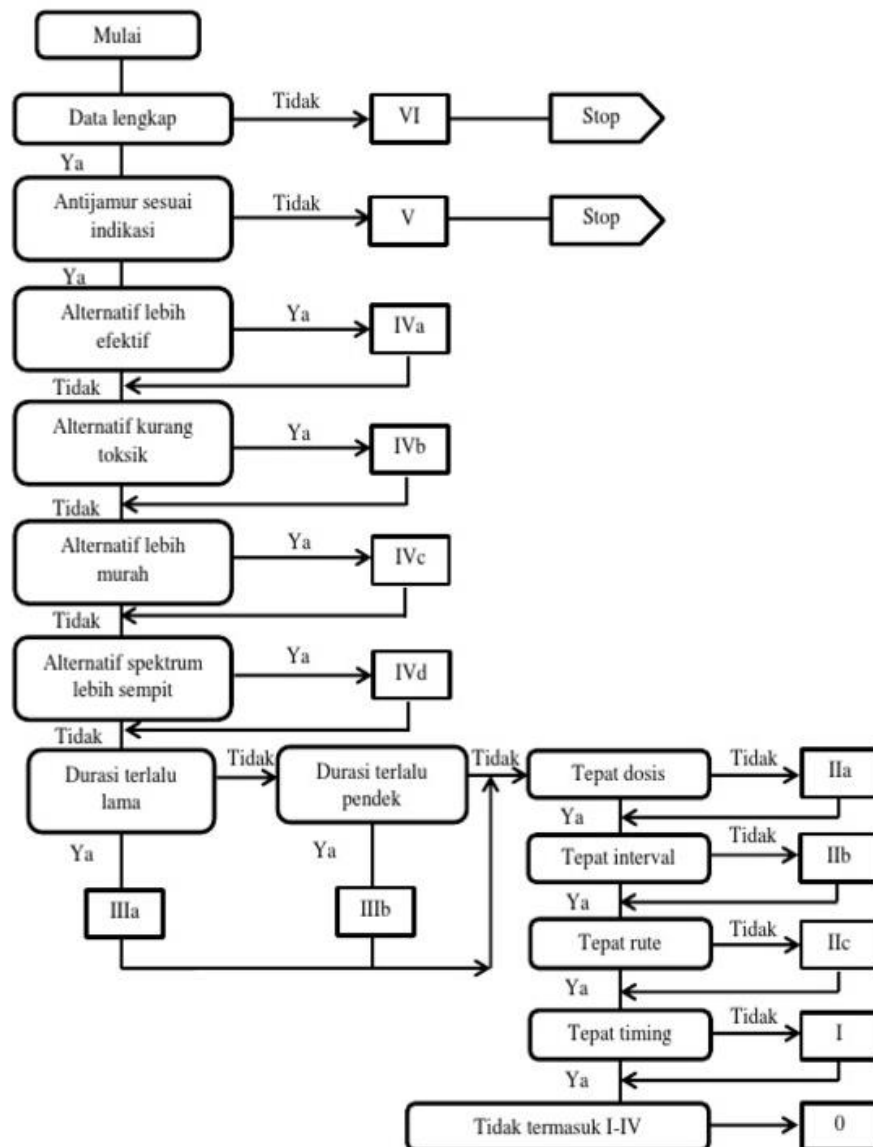 Mulai
Data lengkap
Tidak
VI
Stop
Ya
Antijamur sesuai
indikasi
Tidak
V
Stop
Ya
Alternatif lebih
efektif
Ya
IVa
Tidak
Alternatif kurang
toksik
Ya
IVb
Tidak
Alternatif lebih
murah
Ya
IVc
Tidak
Alternatif spektrum
lebih sempit
Ya
IVd
Tidak
Durasi terlalu
lama
Tidak
Durasi terlalu
pendek
Tidak
Ya
IIIa
Ya
IIIb
Tepat dosis
Tidak
IIa
Ya
Tepat interval
Tidak
IIb
Ya
Tepat rute
Tidak
IIc
Ya
Tepat timing
Tidak
I
Ya
Tidak termasuk I-IV
0